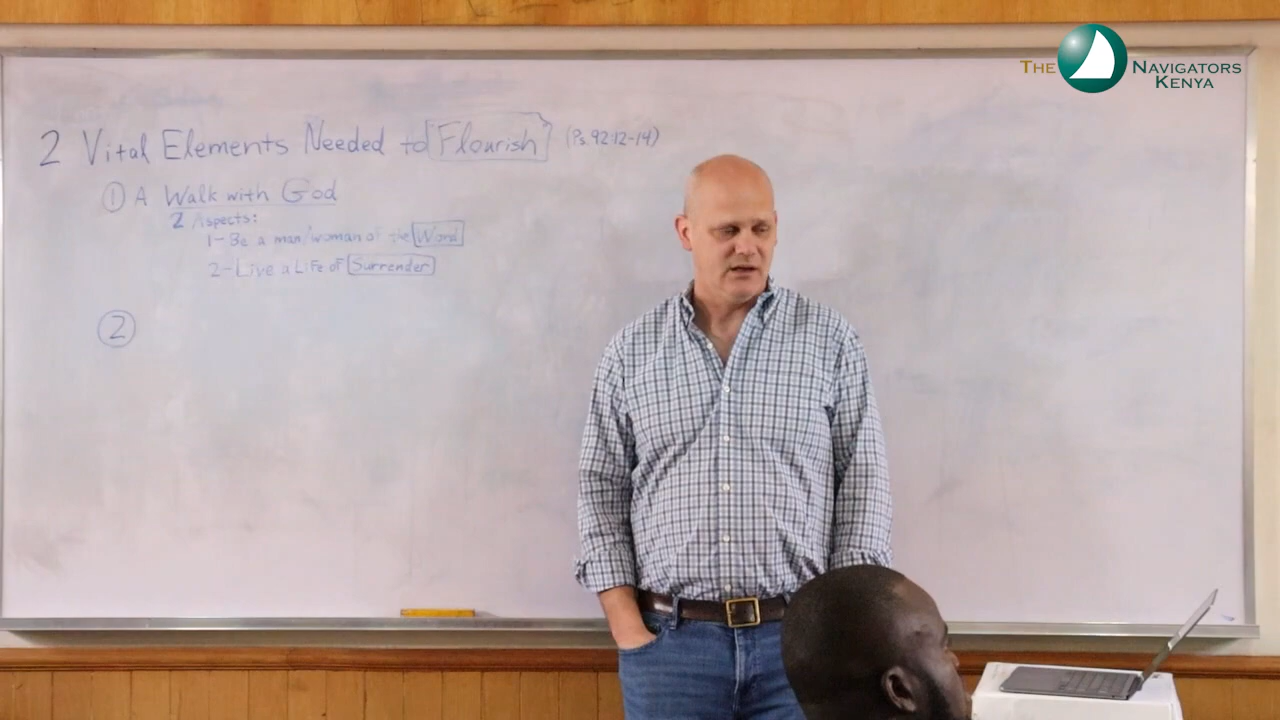 The Navigators
Kenya
2 Vital Elements Needed to Flourish (Ps. 92:12-14)
① A Walk with God
2 Aspects:
1- Be a man/woman of the Word
2- Live a Life of Surrender
②